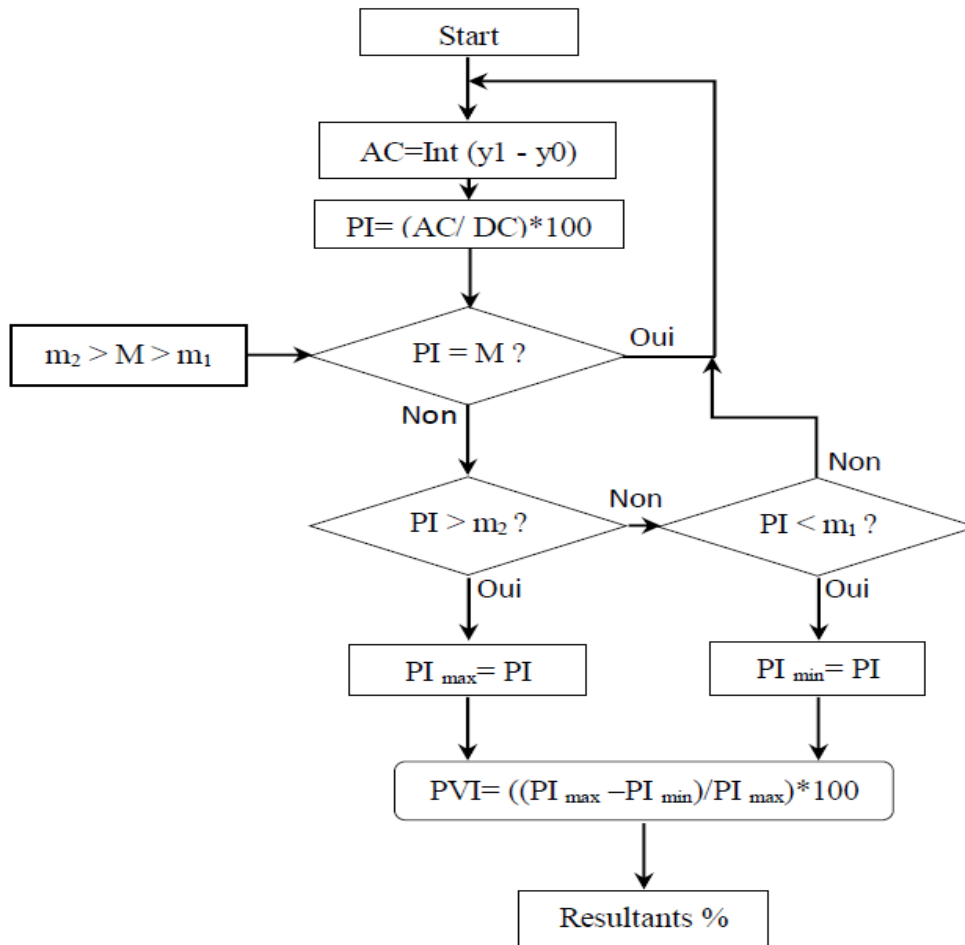 Start
AC=Int (y1 - y0)
PI= (AC/ DC)*100
m₂ > M > m₁
PI = M ?
Oui
Non
PI > m₂ ?
Non
PI < m₁ ?
Non
Oui
Oui
PI max= PI
PI min= PI
PVI= ((PI max –PI min)/PI max)*100
Resultants %